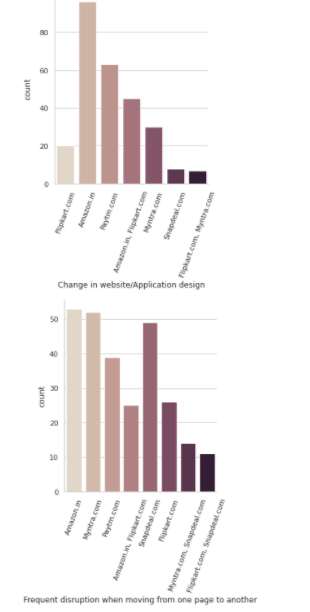 80
60
40
20
0
count
Flipkart.com
Amazon.in
Paytm.com
Amazon.in, Flipkart.com
Myntra.com
Snapdeal.com
Flipkart.com, Myntra.com
Change in website/Application design
50
40
30
20
10
0
count
Amazon.in
Myntra.com
Paytm.com
Amazon.in, Flipkart.com
Snapdeal.com
Flipkart.com
Myntra.com, Snapdeal.com
Flipkart.com, Snapdeal.com
Frequent disruption when moving from one page to another